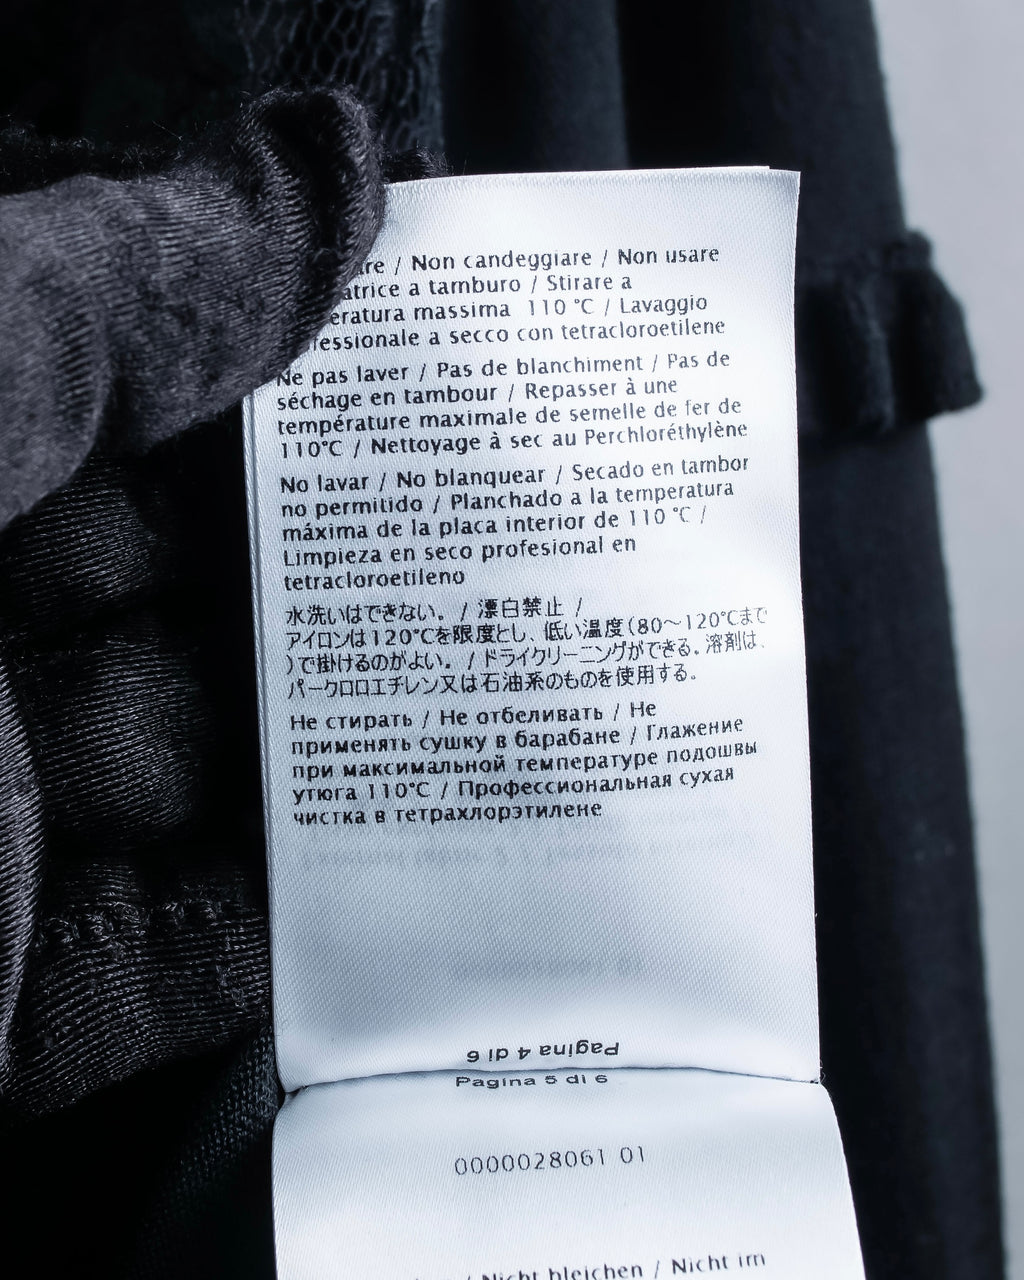 are / Non candeggiare / Non usare
atrice a tamburo / Stirare a
eratura massima 110 °C / Lavaggio
fessionale a secco con tetracloroetilene
Ne pas laver / Pas de blanchiment / Pas de
séchage en tambour / Repasser à une
température maximale de semelle de fer de
110°C / Nettoyage à sec au Perchloréthylène
No lavar / No blanquear / Secado en tambor
no permitido / Planchado a la temperatura
máxima de la placa interior de 110 °C /
Limpieza en seco profesional en
tetracloroetileno
水洗いはできない。 / 漂白禁止 /
アイロンは120℃を限度とし、低い温度(80〜120℃まで
)で掛けるのがよい。 / ドライクリーニングができる。溶剤は、
パークロロエチレン又は石油系のものを使用する。
Не стирать / Не отбеливать / Не
применять сушку в барабане / Глажение
при максимальной температуре подошвы
утюга 110°C / Профессиональная сухая
чистка в тетрахлорэтилене
Pagina 4 di 6
Pagina 5 di 6
0000028061 01
/ Nicht bleichen / Nicht im